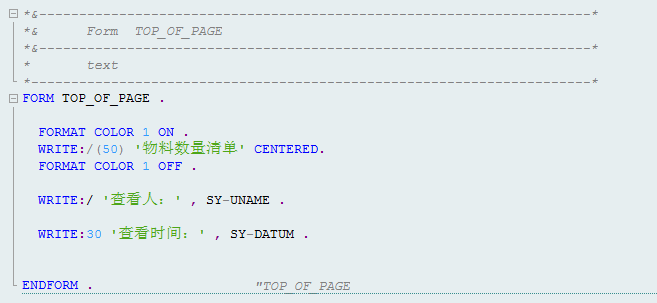 *&---------------------------------------------------------------------*
*&      Form  TOP_OF_PAGE
*&---------------------------------------------------------------------*
*       text
*----------------------------------------------------------------------*
FORM TOP_OF_PAGE .
FORMAT COLOR 1 ON .
WRITE:/(50) '物料数量清单' CENTERED.
FORMAT COLOR 1 OFF .
WRITE:/ '查看人：' , SY-UNAME .
WRITE:30 '查看时间：' , SY-DATUM .
ENDFORM .                    "TOP_OF_PAGE